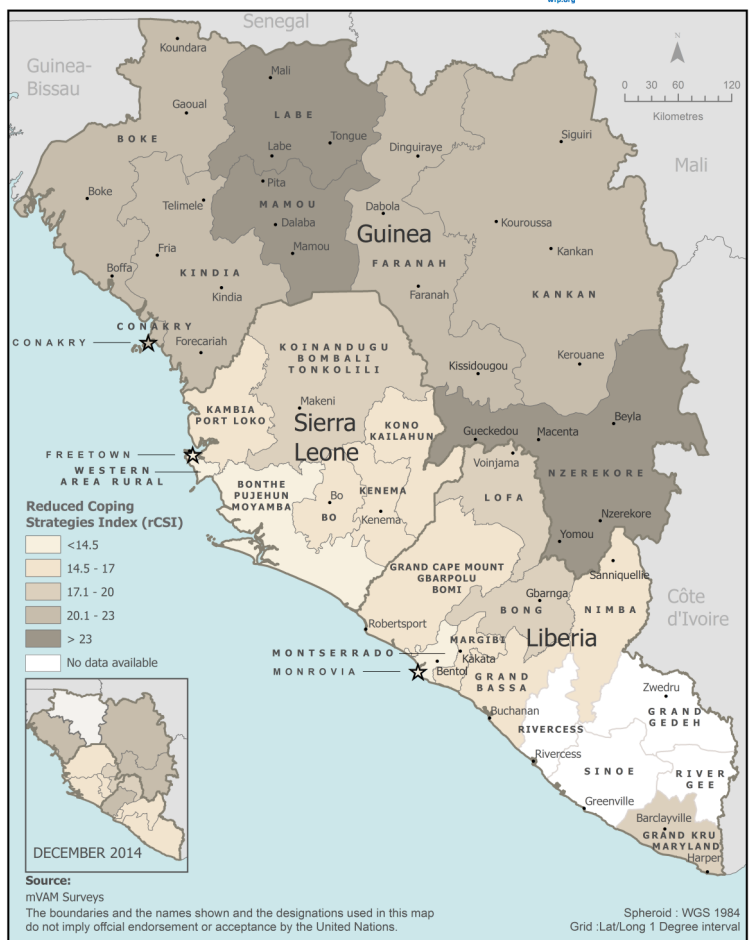 wfp.org
Senegal
Guinea-
Bissau
Koundara
Mali
N
0 30 60 120
Kilometres
Gaoual
LABE
Tongue
Labe
Dinguiraye
Siguiri
Mali
BOKE
Boke
Telimele
Pita
MAMOU
Dalaba
Dabola
Guinea
Kouroussa
Kankan
Fria
Mamou
FARANAH
Boffa
KINDIA
Kindia
Faranah
KANKAN
CONAKRY
CONAKRY
Forecariah
KOINANDUGU
BOMBALI
TONKOLILI
Kissidougou
Kerouane
Makeni
KAMBIA
PORT LOKO
Sierra
Leone
KONO
KAILAHUN
Beyla
Gueckedou
Macenta
FREETOWN
WESTERN
AREA RURAL
Voinjama
NZEREKORE
BONTHE
PUJEHUN
MOYAMBA
Bo
BO
KENEMA
Kenema
LOFA
Nzerekore
Yomou
Reduced Coping
Strategies Index (rCSI)
<14.5
14.5 - 17
17.1 - 20
20.1 - 23
> 23
No data available
GRAND CAPE MOUNT
GBARPOLU
BOMI
Sanniquellie
Gbarnga
BONG
NIMBA
Côte
d'Ivoire
Robertsport
MARGIBI
Liberia
MONTSERRADO
Kakata
MONROVIA
Bentol
GRAND
BASSA
Zwedru
GRAND
GEDEH
Buchanan
RIVERCESS
Rivercess
SINOE
RIVER
GEE
Greenville
Barclayville
GRAND KRU
MARYLAND
Harper
DECEMBER 2014
Source:
mVAM Surveys
The boundaries and the names shown and the designations used in this map
do not imply offcial endorsement or acceptance by the United Nations.
Spheroid : WGS 1984
Grid :Lat/Long 1 Degree interval